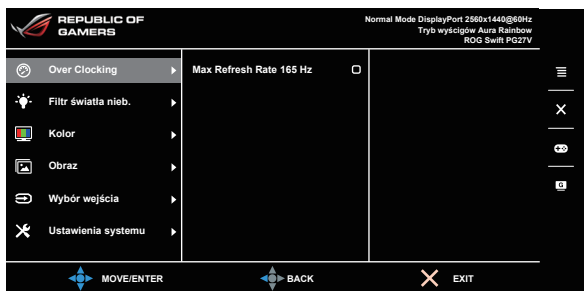 REPUBLIC OF
GAMERS
Normal Mode DisplayPort 2560x1440@60Hz
Tryb wyścigów Aura Rainbow
ROG Swift PG27V
Over Clocking
Max Refresh Rate 165 Hz
Filtr światła nieb.
Kolor
Obraz
Wybór wejścia
Ustawienia systemu
G
MOVE/ENTER
BACK
EXIT